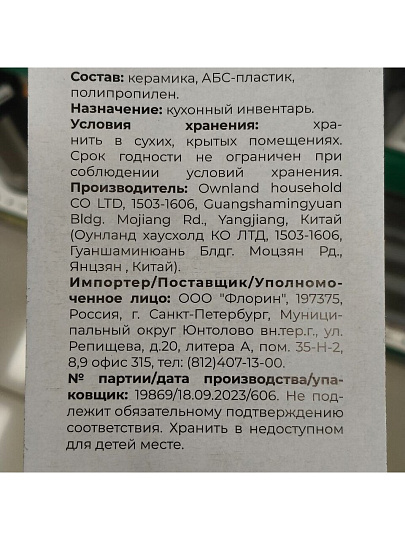 Состав: керамика, АБС-пластик,
полипропилен.
Назначение: кухонный инвентарь.
Условия хранения: хра-
нить в сухих, крытых помещениях.
Срок годности не ограничен при
соблюдении условий хранения.
Производитель: Ownland household
CO LTD, 1503-1606, Guangshamingyuan
Bldg. Mojiang Rd., Yangjiang, Китай
(Оунланд хаусхолд КО ЛТД, 1503-1606,
Гуаншаминюань Блдг. Моцзян Рд.,
Янцзян , Китай).
Импортер/Поставщик/Уполномо-
ченное лицо: ООО "Флорин", 197375,
Россия, г. Санкт-Петербург, Муници-
пальный округ Юнтолово вн.тер.г., ул.
Репищева, д.20, литера А, пом. 35-Н-2,
8,9 офис 315, тел: (812)407-13-00.
№ партии/дата производства/упа-
ковщик: 19869/18.09.2023/606. Не под-
лежит обязательному подтверждению
соответствия. Хранить в недоступном
для детей месте.